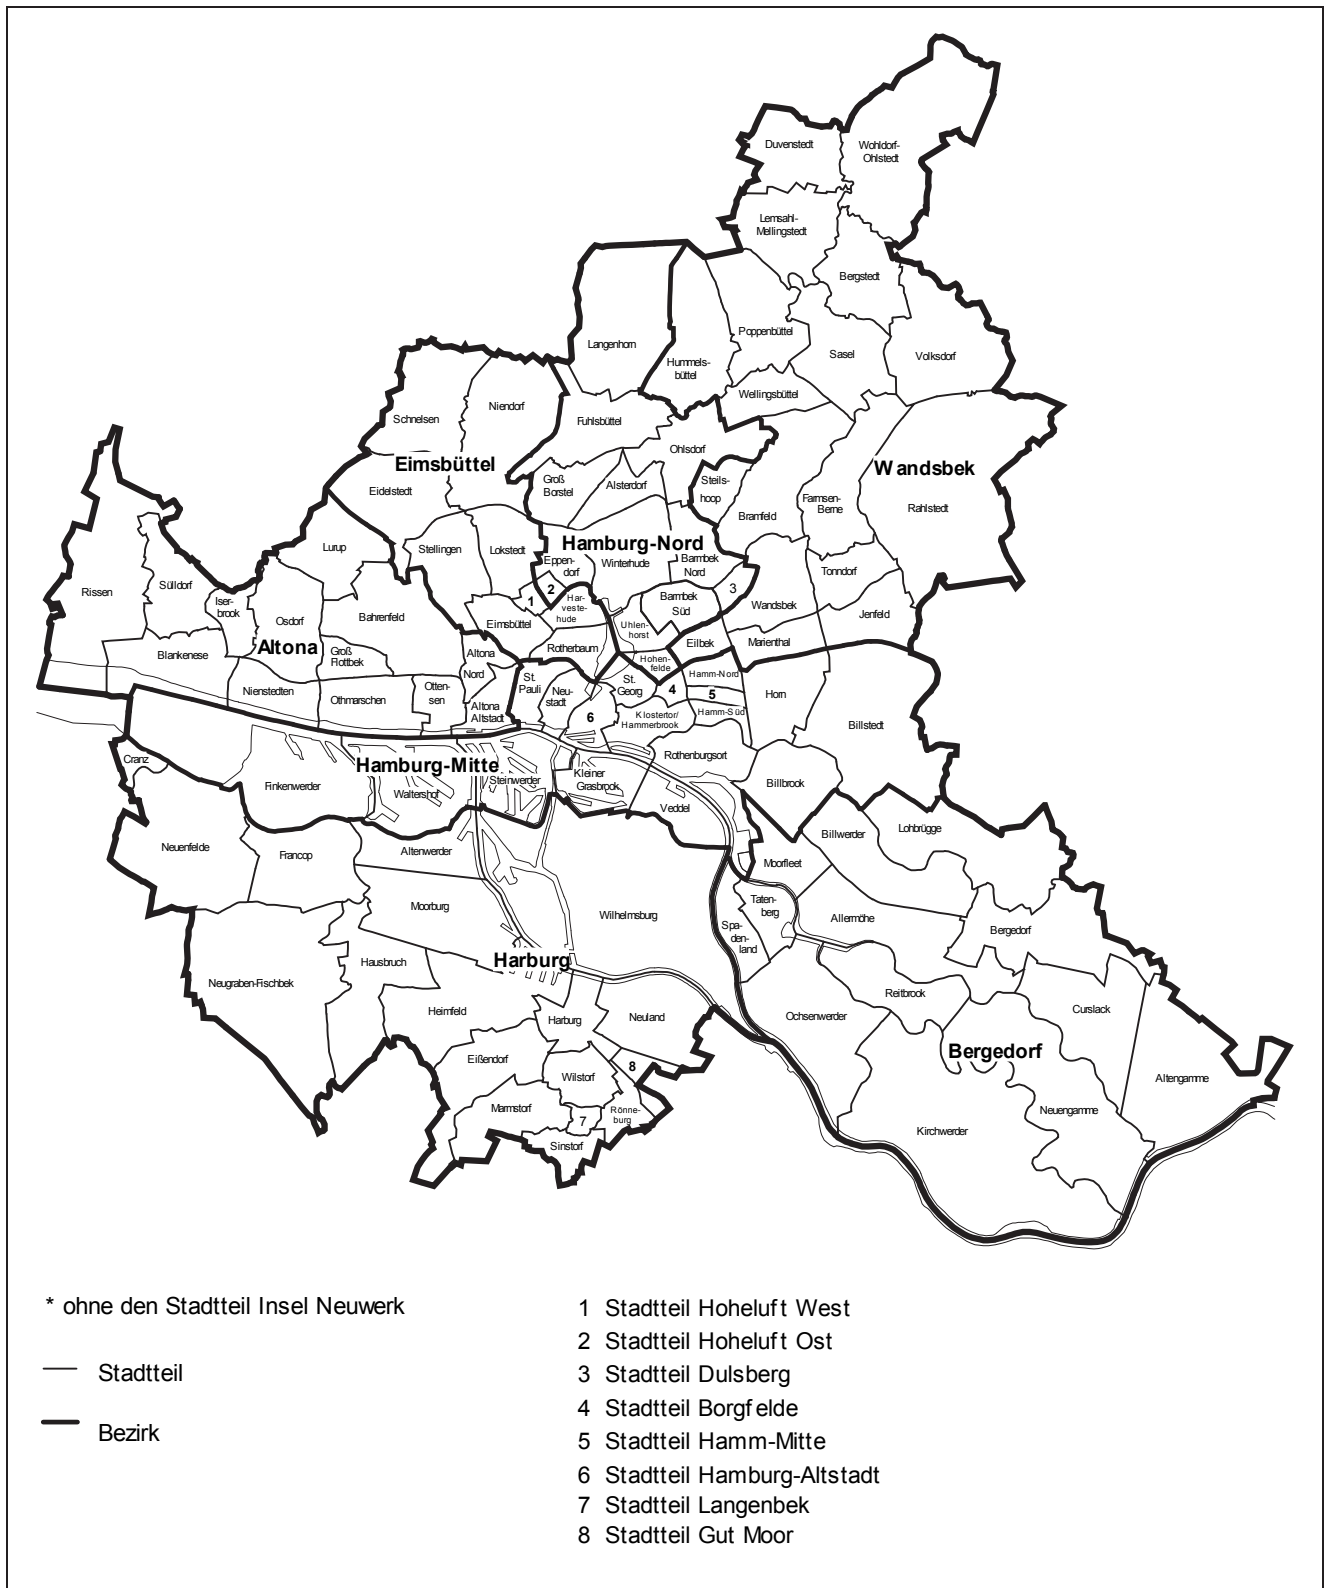 Duvenstedt
Wohldorf-
Ohlstedt
Lemsahl-
Mellingstedt
Bergstedt
Langenhorn
Poppenbüttel
Hummels-
büttel
Sasel
Volksdorf
Wellingsbüttel
Niendorf
Schnelsen
Fuhlsbüttel
Ohlsdorf
Eimsbüttel
Wandsbek
Eidelstedt
Groß
Borstel
Alsterdorf
Steils-
hoop
Bramfeld
Farmsen-
Berne
Rahlstedt
Lurup
Stellingen
Lokstedt
Hamburg-Nord
Eppen-
dorf
Winterhude
Barmbek
Nord
Tonndorf
Rissen
Sülldorf
Iser-
brook
Osdorf
Bahrenfeld
1
2
Har-
veste-
hude
Barmbek
Süd
3
Wandsbek
Jenfeld
Eimsbüttel
Uhlen-
horst
Eilbek
Marienthal
Blankenese
Altona
Groß
Flottbek
Altona
Nord
Rotherbaum
Hohen-
felde
Nienstedten
Othmarschen
Otten-
sen
Altona
Altstadt
St.
Pauli
Neu-
stadt
St.
Georg
4
Hamm-Nord
5
Hamm-Süd
Horn
Billstedt
6
Klostertor/
Hammerbrook
Rothenburgsort
Cranz
Hamburg-Mitte
Finkenwerder
Waltershof
Steinwerder
Kleiner
Grasbrook
Veddel
Billbrook
Neuenfelde
Francop
Altenwerder
Billwerder
Lohbrügge
Moorfleet
Moorburg
Wilhelmsburg
Taten-
berg
Spa-
den-
land
Allermöhe
Bergedorf
Harburg
Hausbruch
Neugraben-Fischbek
Heimfeld
Harburg
Neuland
Ochsenwerder
Reitbrook
Curslack
Bergedorf
Eißendorf
Wilstorf
8
Altengamme
Marmstorf
7
Rönne-
burg
Neuengamme
Kirchwerder
Sinstorf
* ohne den Stadtteil Insel Neuwerk
Stadtteil
Bezirk
1 Stadtteil Hoheluft West
2 Stadtteil Hoheluft Ost
3 Stadtteil Dulsberg
4 Stadtteil Borgfelde
5 Stadtteil Hamm-Mitte
6 Stadtteil Hamburg-Altstadt
7 Stadtteil Langenbek
8 Stadtteil Gut Moor